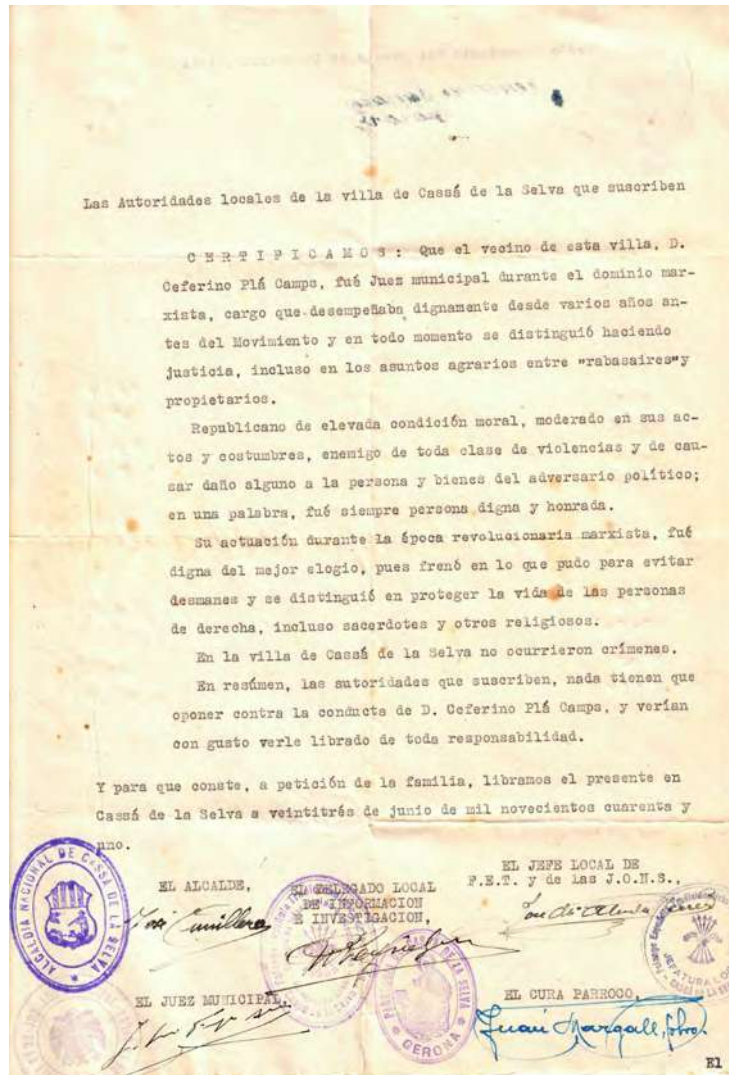 Las Autoridades locales de la villa de Cassá de la Selva que suscriben
C E R T I F I C A M O S : Que el vecino de esta villa, D.
Ceferino Plá Camps, fué Juez municipal durante el dominio mar-
xista, cargo que desempeñaba dignamente desde varios años an-
tes del Movimiento y en todo momento se distinguió haciendo
justicia, incluso en los asuntos agrarios entre "rabasaires"y
propietarios.
Republicano de elevada condición moral, moderado en sus ac-
tos y costumbres, enemigo de toda clase de violencias y de cau-
sar daño alguno a la persona y bienes del adversario político;
en una palabra, fué siempre persona digna y honrada.
Su actuación durante la época revolucionaria marxista, fué
digna del mejor elogio, pues frenó en lo que pudo para evitar
desmanes y se distinguió en proteger la vida de las personas
de derecha, incluso sacerdotes y otros religiosos.
En la villa de Cassá de la Selva no ocurrieron crímenes.
En resúmen, las autoridades que suscriben, nada tienen que
oponer contra la conducta de D. Ceferino Plá Camps, y verían
con gusto verle librado de toda responsabilidad.
Y para que conste, a petición de la familia, libramos el presente en
Cassá de la Selva a veintitrés de junio de mil novecientos cuarenta y
uno.
EL JEFE LOCAL DE
F.E.T. y de las J.O.N.S.,
EL ALCALDE,
EL DELEGADO LOCAL
DE INFORMACION
E INVESTIGACION,
ALCALDIA NACIONAL DE CASSA DE LA SELVA
JEFATURA LOCAL
EL JUEZ MUNICIPAL,
DE LA SELVA
GERONA
EL CURA PARROCO,
Juan Margall, pbro.
El